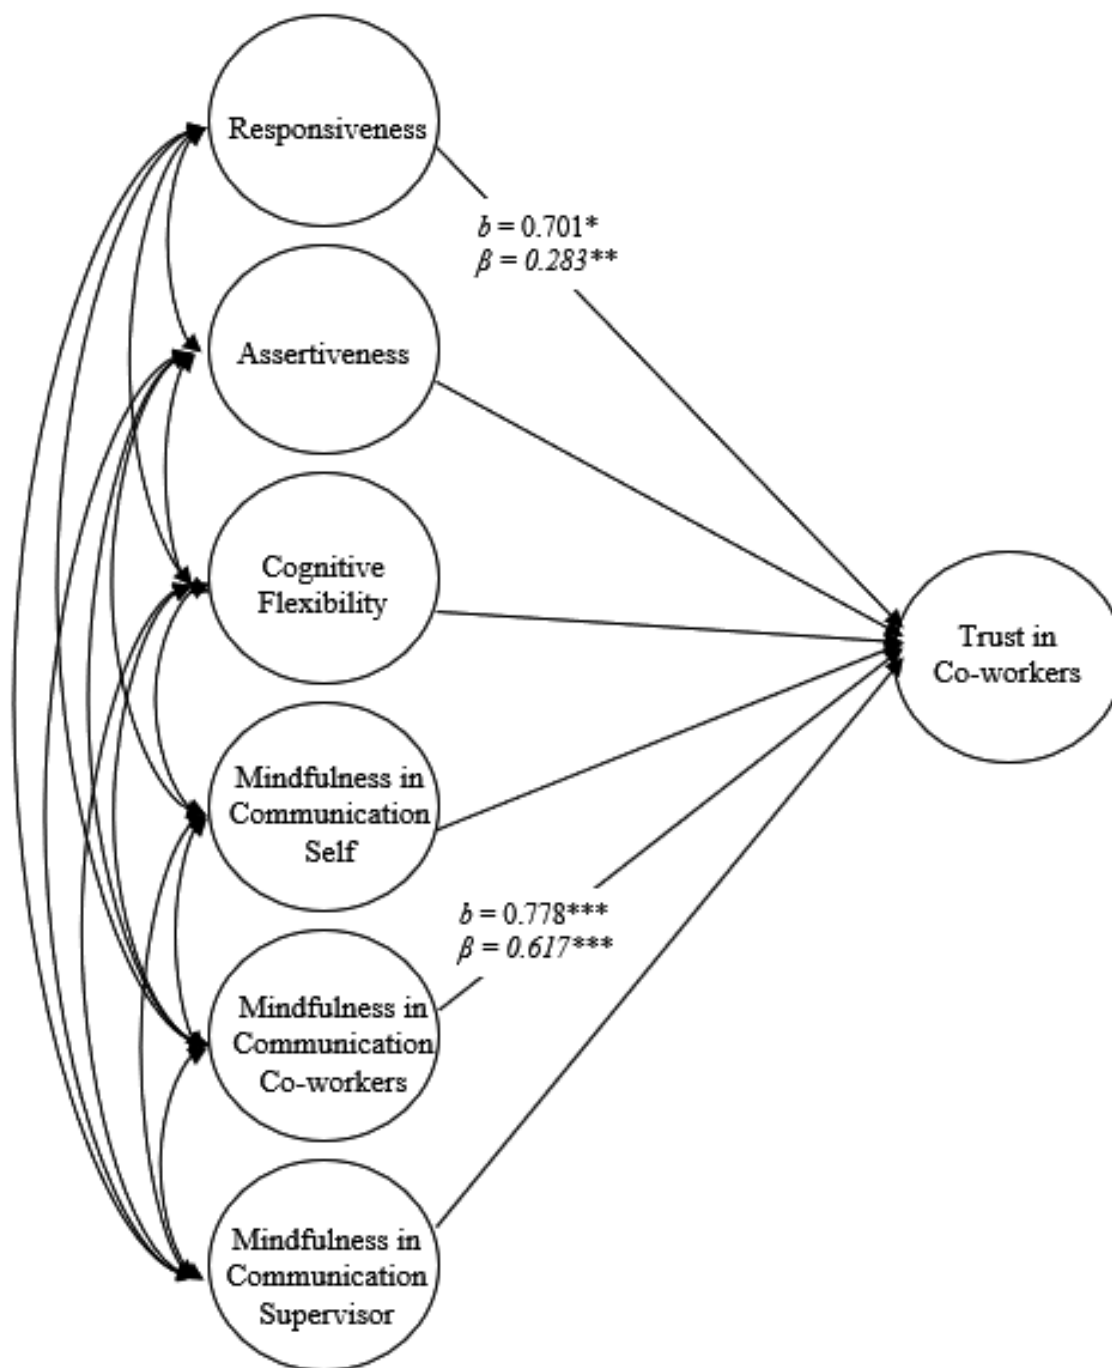 Responsiveness
b = 0.701*
β = 0.283**
Assertiveness
Cognitive
Flexibility
Trust in
Co-workers
Mindfulness in
Communication
Self
b = 0.778***
β = 0.617***
Mindfulness in
Communication
Co-workers
Mindfulness in
Communication
Supervisor